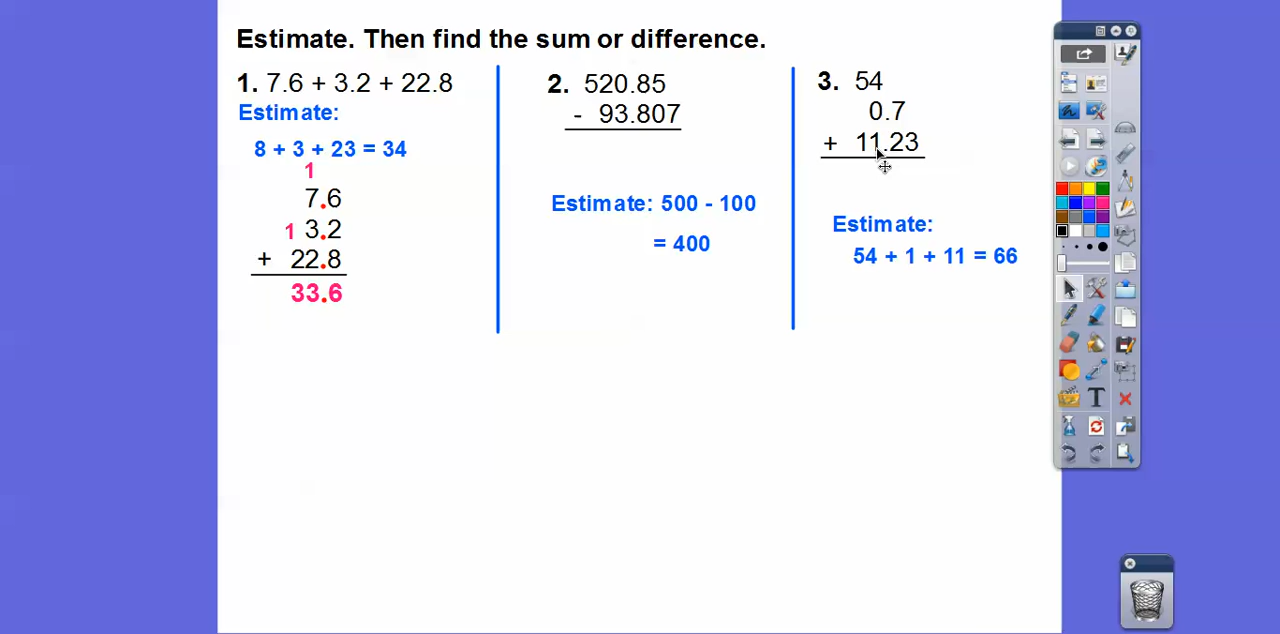 Estimate. Then find the sum or difference.
1. 7.6 + 3.2 + 22.8
Estimate:
8 + 3 + 23 = 34
1
7.6
1 3.2
+ 22.8
33.6
2. 520.85
- 93.807
Estimate: 500 - 100
= 400
3. 54
0.7
+ 11.23
Estimate:
54 + 1 + 11 = 66
T